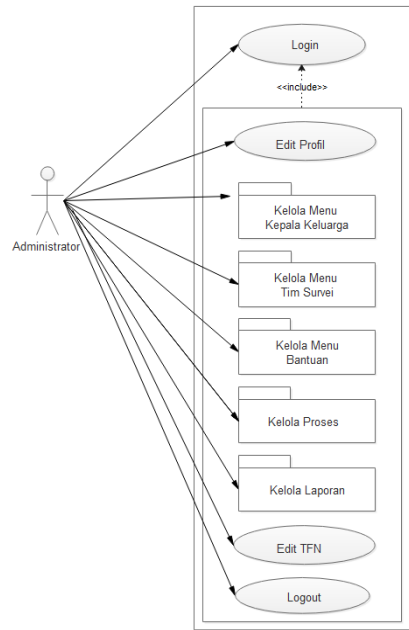 Login
<<include>>
Edit Profil
Administrator
Kelola Menu
Kepala Keluarga
Kelola Menu
Tim Survei
Kelola Menu
Bantuan
Kelola Proses
Kelola Laporan
Edit TFN
Logout